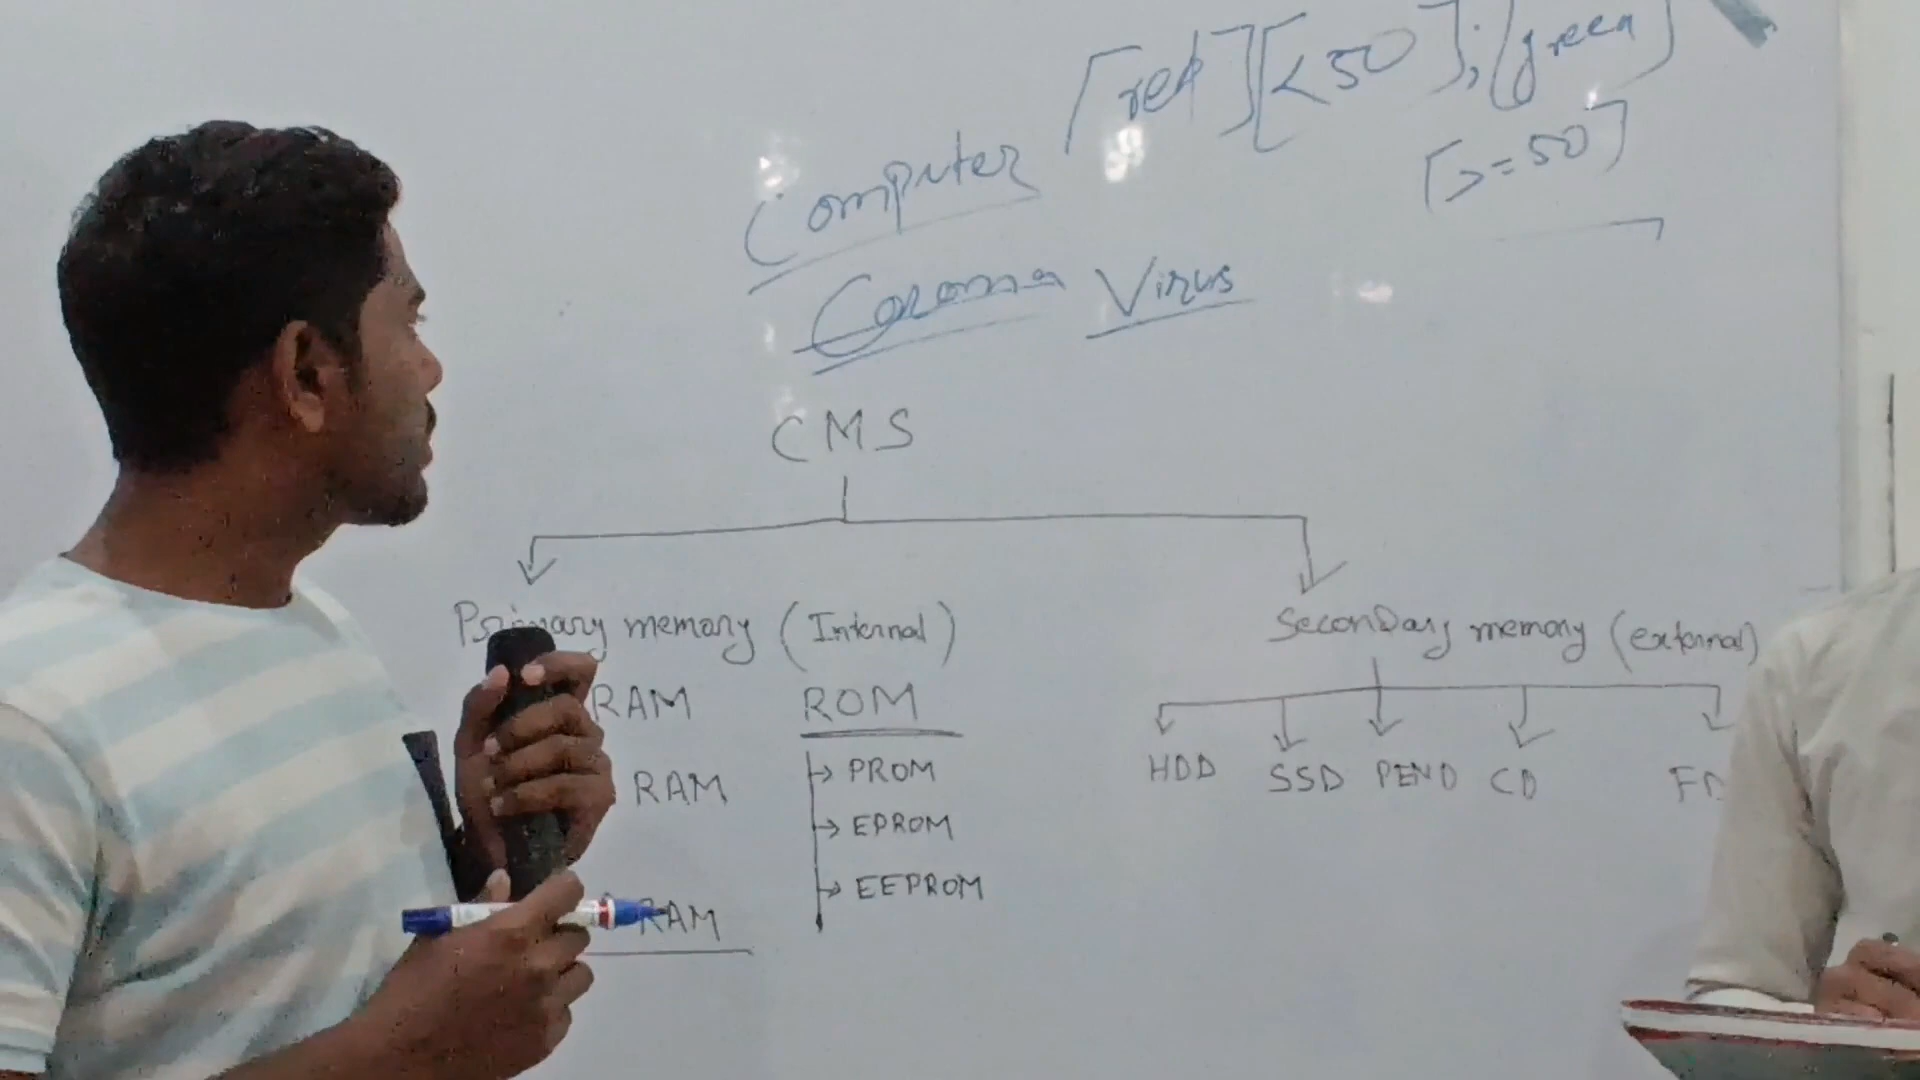 [red][<50];[green]
[>=50]
Computer
Corona Virus
CMS
Primary memory (Internal) Secondary memory (external)
RAM ROM
HDD SSD PEND CD
RAM PROM
EPROM
EEPROM
RAM